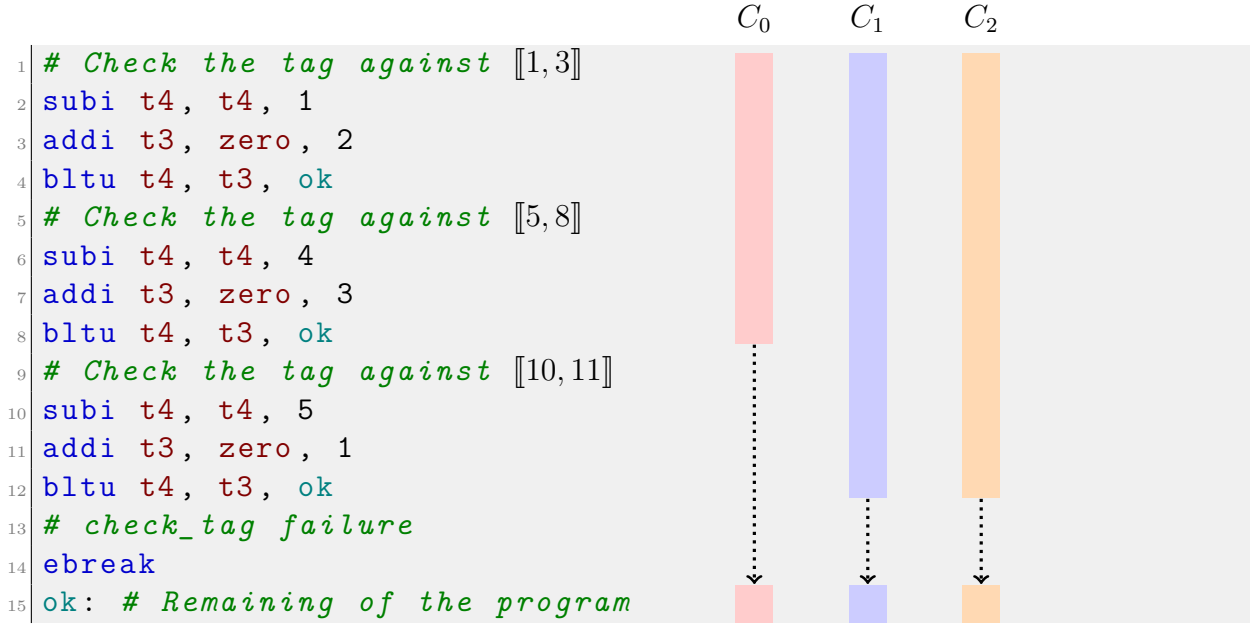 C₀ C₁ C₂
1 # Check the tag against ⟦1, 3⟧
2 subi t4, t4, 1
3 addi t3, zero, 2
4 bltu t4, t3, ok
5 # Check the tag against ⟦5, 8⟧
6 subi t4, t4, 4
7 addi t3, zero, 3
8 bltu t4, t3, ok
9 # Check the tag against ⟦10, 11⟧
10 subi t4, t4, 5
11 addi t3, zero, 1
12 bltu t4, t3, ok
13 # check_tag failure
14 ebreak
15 ok: # Remaining of the program